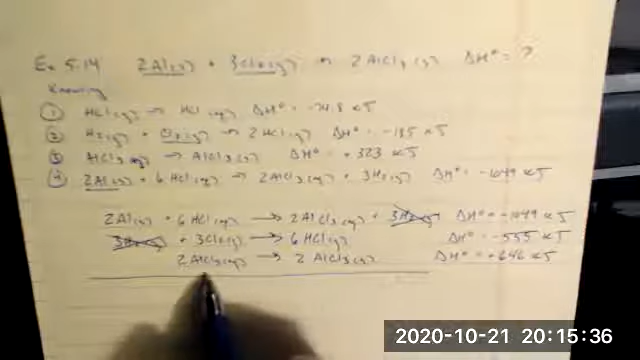 Ex 5.14 2Al(s) + 3Cl₂(g) → 2AlCl₃(s) ΔH° = ?
Knowing
① HCl(g) → HCl(aq) ΔH° = -74.8 kJ
② H₂(g) + Cl₂(g) → 2HCl(g) ΔH° = -185 kJ
③ AlCl₃(aq) → AlCl₃(s) ΔH° = +323 kJ
④ 2Al(s) + 6HCl(aq) → 2AlCl₃(aq) + 3H₂(g) ΔH° = -1049 kJ
2Al(s) + 6HCl(aq) → 2AlCl₃(aq) + 3H₂(g) ΔH° = -1049 kJ
3H₂(g) + 3Cl₂(g) → 6HCl(g) ΔH° = -555 kJ
2AlCl₃(aq) → 2AlCl₃(s) ΔH° = +646 kJ
2020-10-21 20:15:36